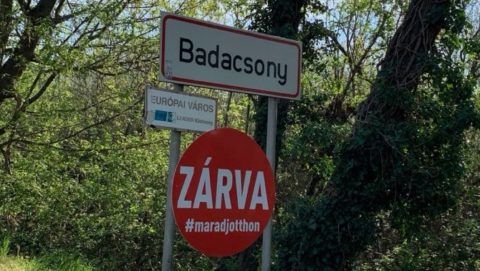 Badacsony
EURÓPAI VÁROS
ZÁRVA
#maradjotthon